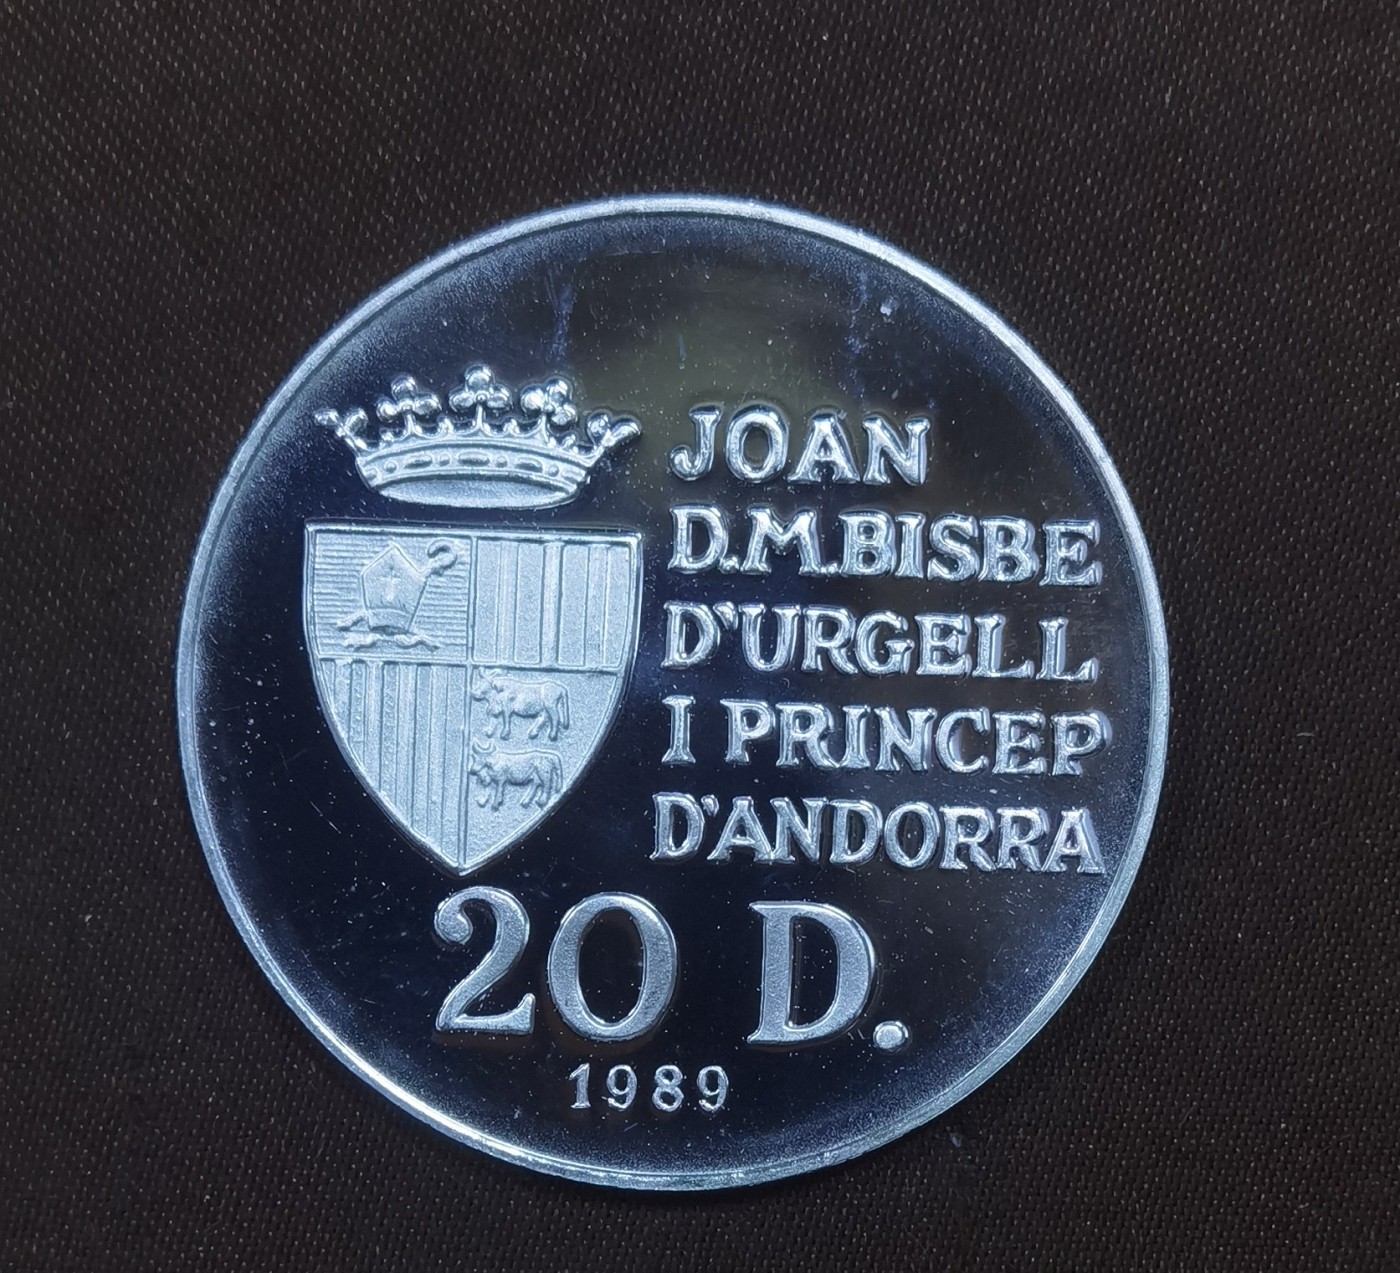 JOAN
D.M.BISBE
D'URGELL
I PRINCEP
D'ANDORRA
20 D.
1989